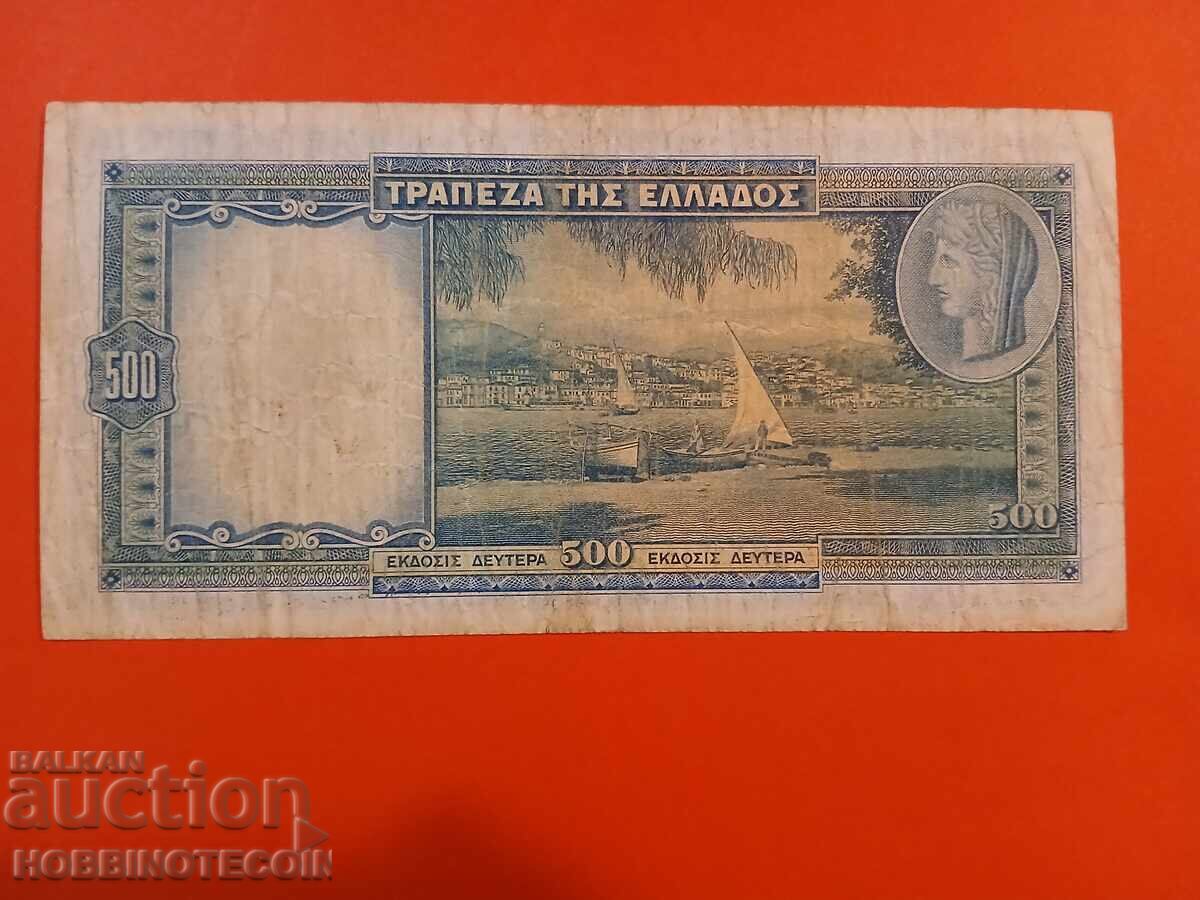 ΤΡΑΠΕΖΑ ΤΗΣ ΕΛΛΑΔΟΣ
500
500
ΕΚΔΟΣΙΣ ΔΕΥΤΕΡΑ 500 ΕΚΔΟΣΙΣ ΔΕΥΤΕΡΑ
BALKAN
auction
HOBBINOTECOIN